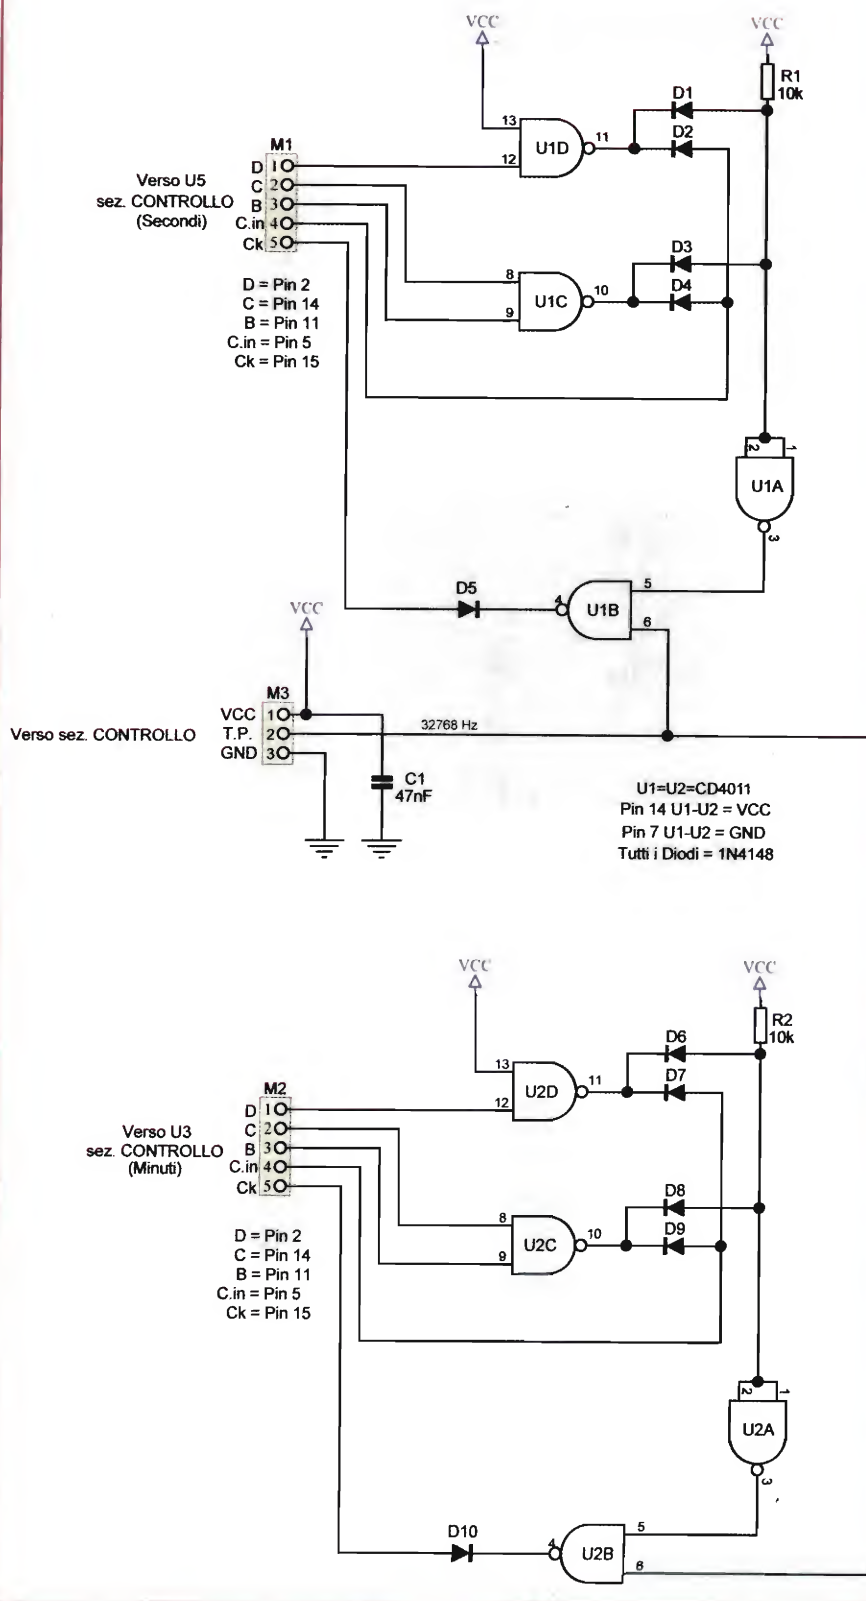 VCC
VCC
R1
10k
D1
D2
13
12
U1D
11
M1
Verso U5
sez. CONTROLLO
(Secondi)
D 1
C 2
B 3
C.in 4
Ck 5
D = Pin 2
C = Pin 14
B = Pin 11
C.in = Pin 5
Ck = Pin 15
D3
D4
8
9
U1C
10
2
1
U1A
3
D5
4
U1B
5
6
VCC
M3
Verso sez. CONTROLLO
VCC 1
T.P. 2
GND 3
32768 Hz
C1
47nF
U1=U2=CD4011
Pin 14 U1-U2 = VCC
Pin 7 U1-U2 = GND
Tutti i Diodi = 1N4148
VCC
VCC
R2
10k
D6
D7
13
12
U2D
11
M2
Verso U3
sez. CONTROLLO
(Minuti)
D 1
C 2
B 3
C.in 4
Ck 5
D = Pin 2
C = Pin 14
B = Pin 11
C.in = Pin 5
Ck = Pin 15
D8
D9
8
9
U2C
10
2
1
U2A
3
D10
4
U2B
5
6